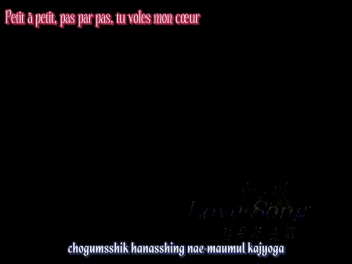 Petit à petit, pas par pas, tu voles mon cœur
Love Song
chogumsshik hanasshing nae-maumul kajyoga